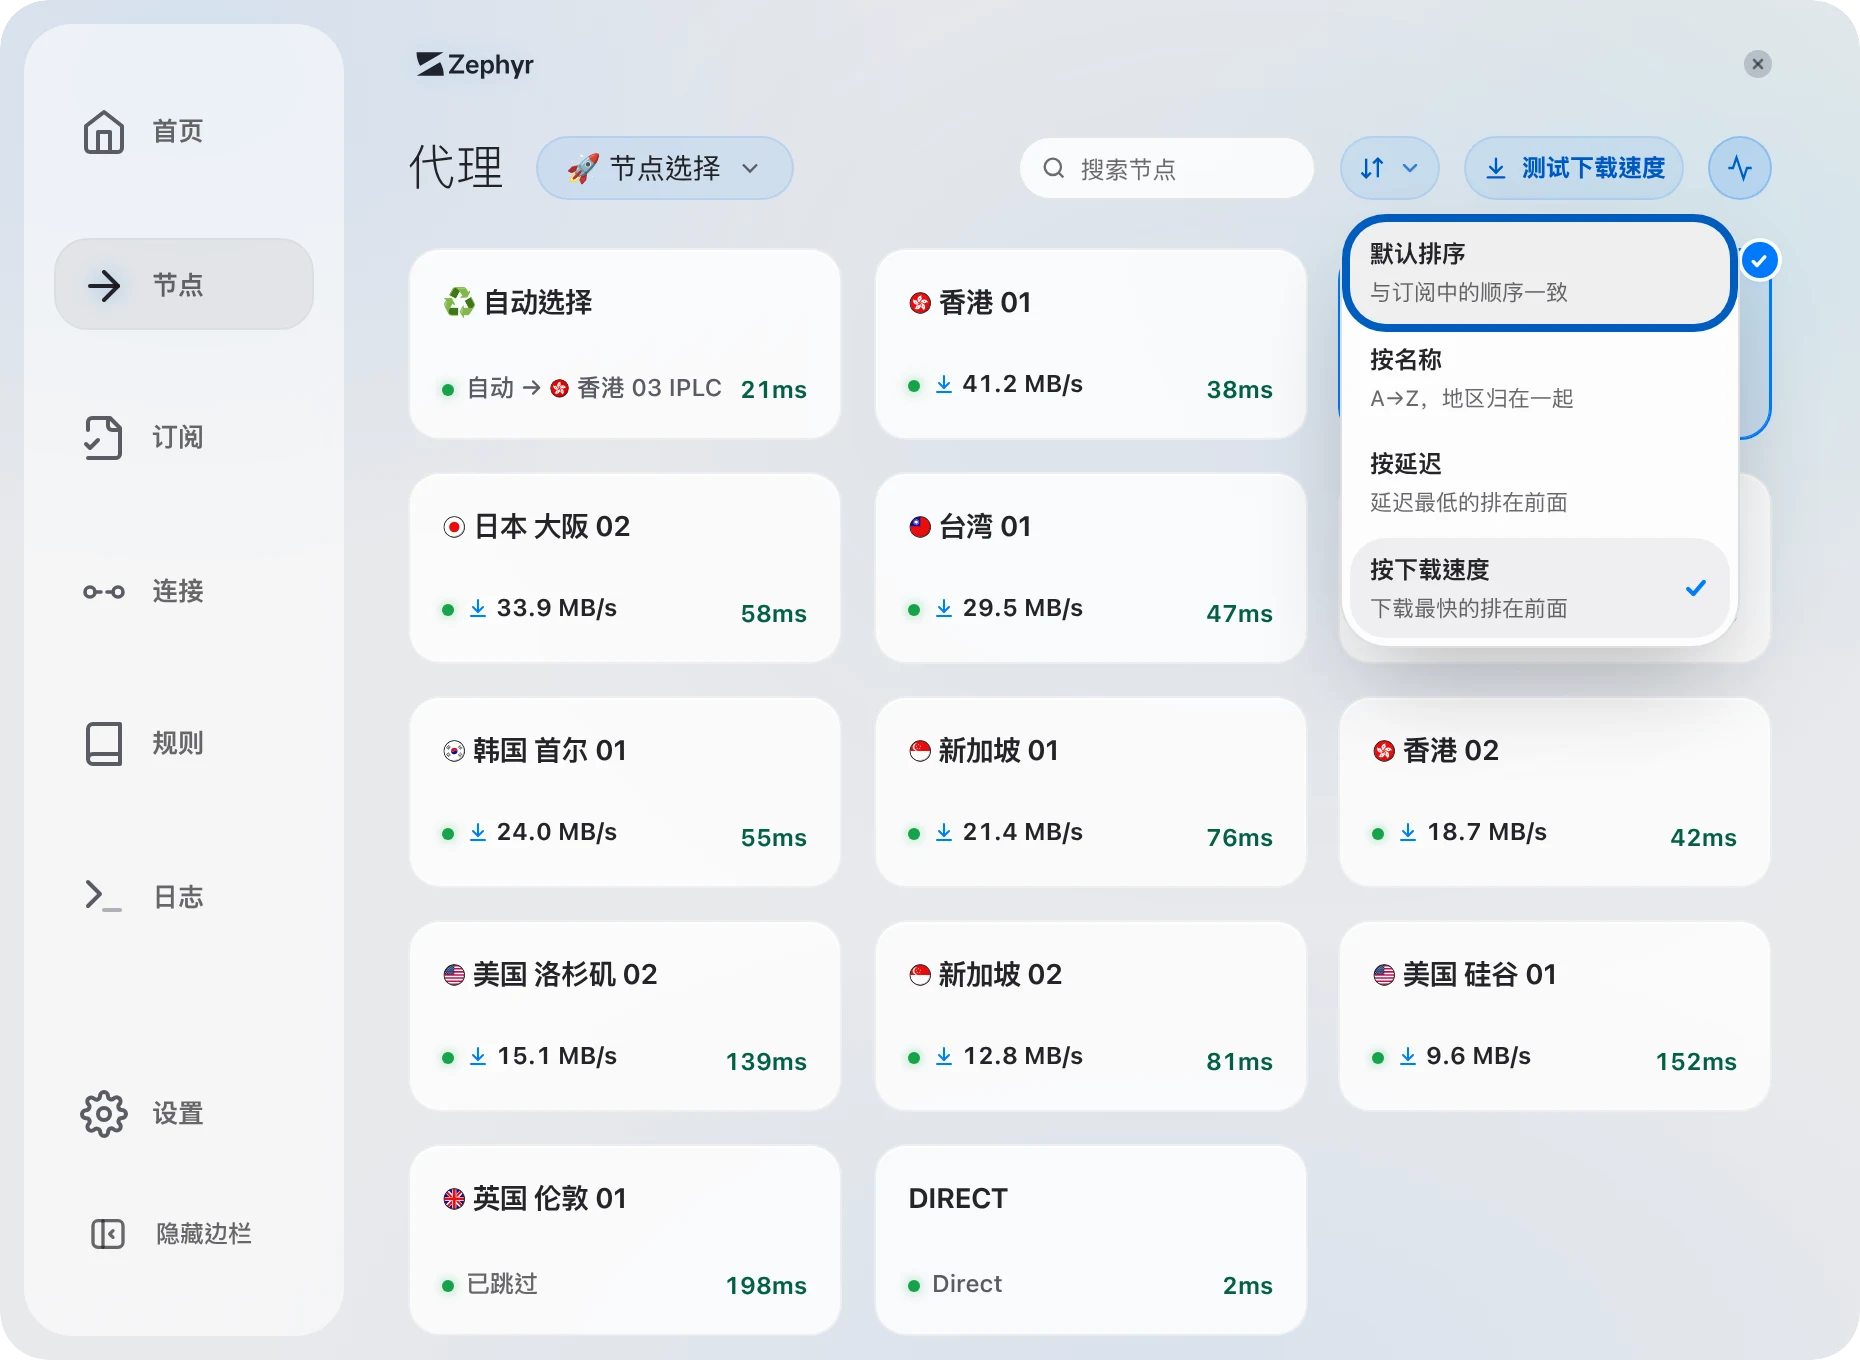 Zephyr
首页
节点
订阅
连接
规则
日志
设置
隐藏边栏
代理
节点选择
搜索节点
测试下载速度
默认排序
与订阅中的顺序一致
按名称
A→Z，地区归在一起
按延迟
延迟最低的排在前面
按下载速度
下载最快的排在前面
自动选择
自动 → 香港 03 IPLC
21ms
香港 01
41.2 MB/s
38ms
日本 大阪 02
33.9 MB/s
58ms
台湾 01
29.5 MB/s
47ms
韩国 首尔 01
24.0 MB/s
55ms
新加坡 01
21.4 MB/s
76ms
香港 02
18.7 MB/s
42ms
美国 洛杉矶 02
15.1 MB/s
139ms
新加坡 02
12.8 MB/s
81ms
美国 硅谷 01
9.6 MB/s
152ms
英国 伦敦 01
已跳过
198ms
DIRECT
Direct
2ms